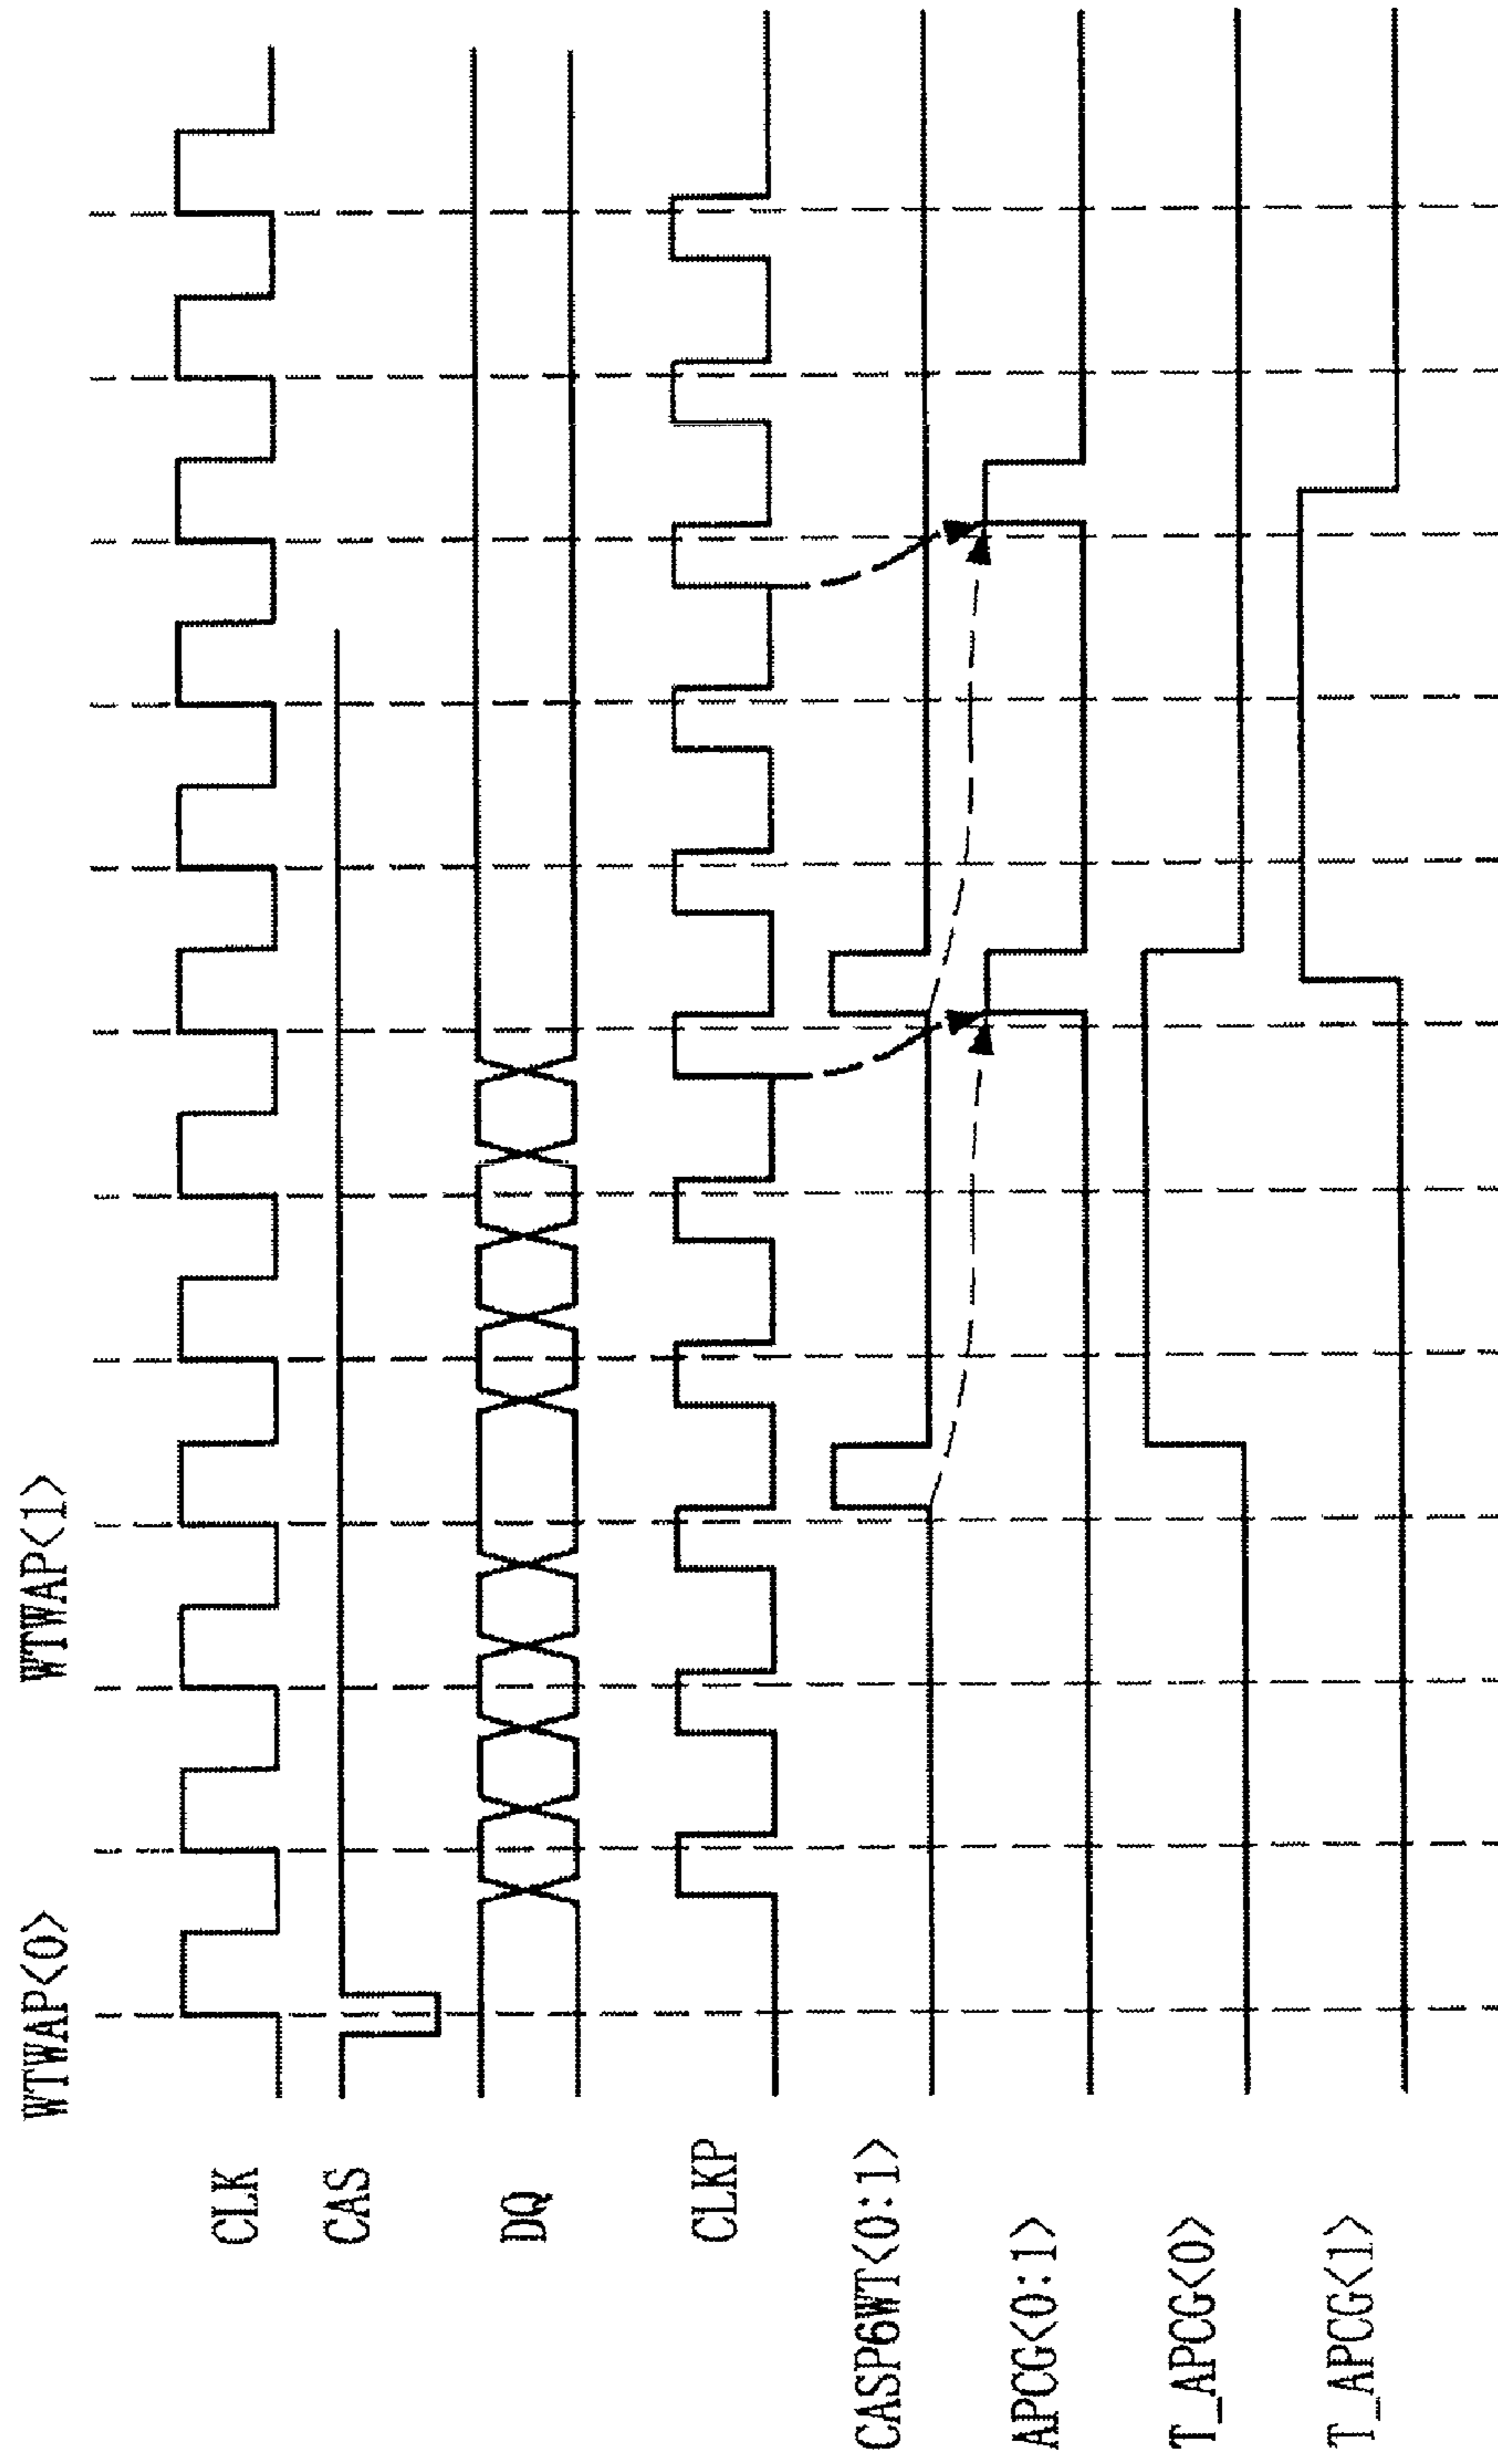 WTWAP<0>
WTWAP<1>
CLK
CAS
DQ
CLKP
CASP6WT<0:1>
APCG<0:1>
T_APCG<0>
T_APCG<1>